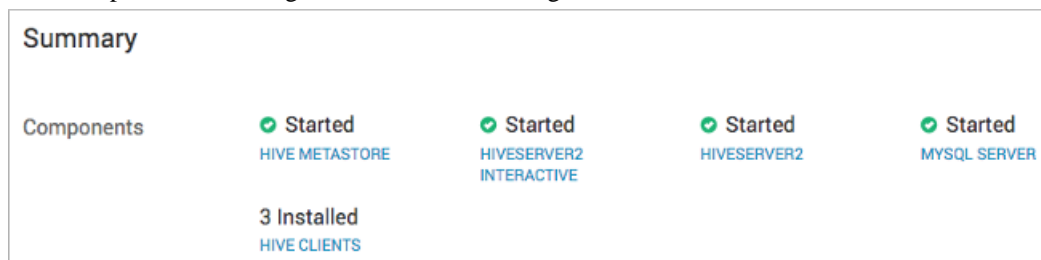 Summary
Components
Started
HIVE METASTORE
Started
HIVESERVER2
INTERACTIVE
Started
HIVESERVER2
Started
MYSQL SERVER
3 Installed
HIVE CLIENTS